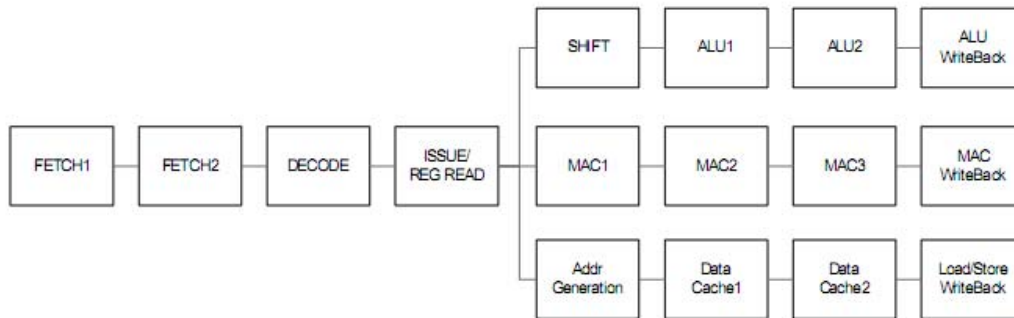 SHIFT
ALU1
ALU2
ALU
WriteBack
FETCH1
FETCH2
DECODE
ISSUE/
REG READ
MAC1
MAC2
MAC3
MAC
WriteBack
Addr
Generation
Data
Cache1
Data
Cache2
Load/Store
WriteBack